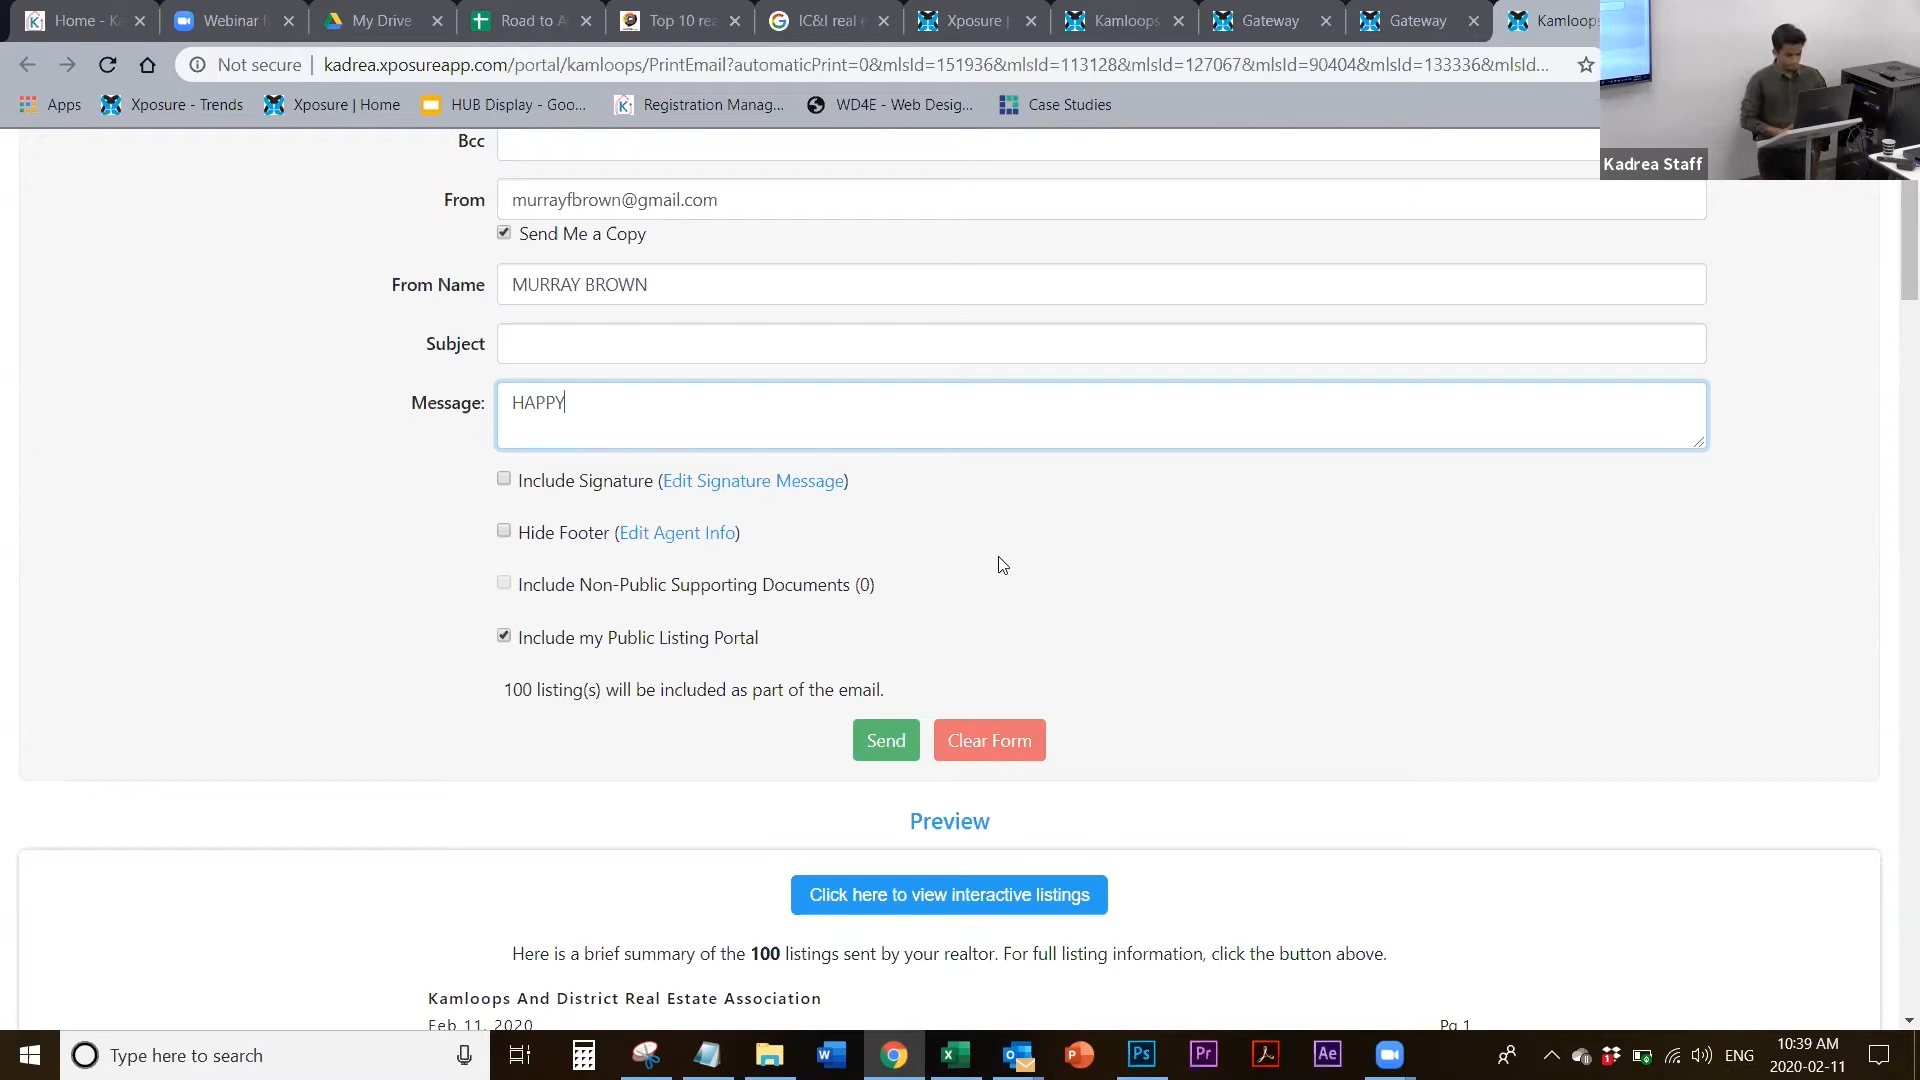 Home - Ka
Webinar I
My Drive
Road to A
Top 10 rea
IC&I real e
Xposure |
Kamloops
Gateway
Gateway
Kamloops
Not secure | kadrea.xposureapp.com/portal/kamloops/PrintEmail?automaticPrint=0&mlsId=151936&mlsId=113128&mlsId=127067&mlsId=90404&mlsId=133336&mlsId...
Apps
Xposure - Trends
Xposure | Home
HUB Display - Goo...
Registration Manag...
WD4E - Web Desig...
Case Studies
Kadrea Staff
Bcc
From murrayfbrown@gmail.com
Send Me a Copy
From Name MURRAY BROWN
Subject
Message: HAPPY
Include Signature (Edit Signature Message)
Hide Footer (Edit Agent Info)
Include Non-Public Supporting Documents (0)
Include my Public Listing Portal
100 listing(s) will be included as part of the email.
Send Clear Form
Preview
Click here to view interactive listings
Here is a brief summary of the 100 listings sent by your realtor. For full listing information, click the button above.
Kamloops And District Real Estate Association
Feb 11, 2020 Pg 1
Type here to search
ENG
10:39 AM
2020-02-11